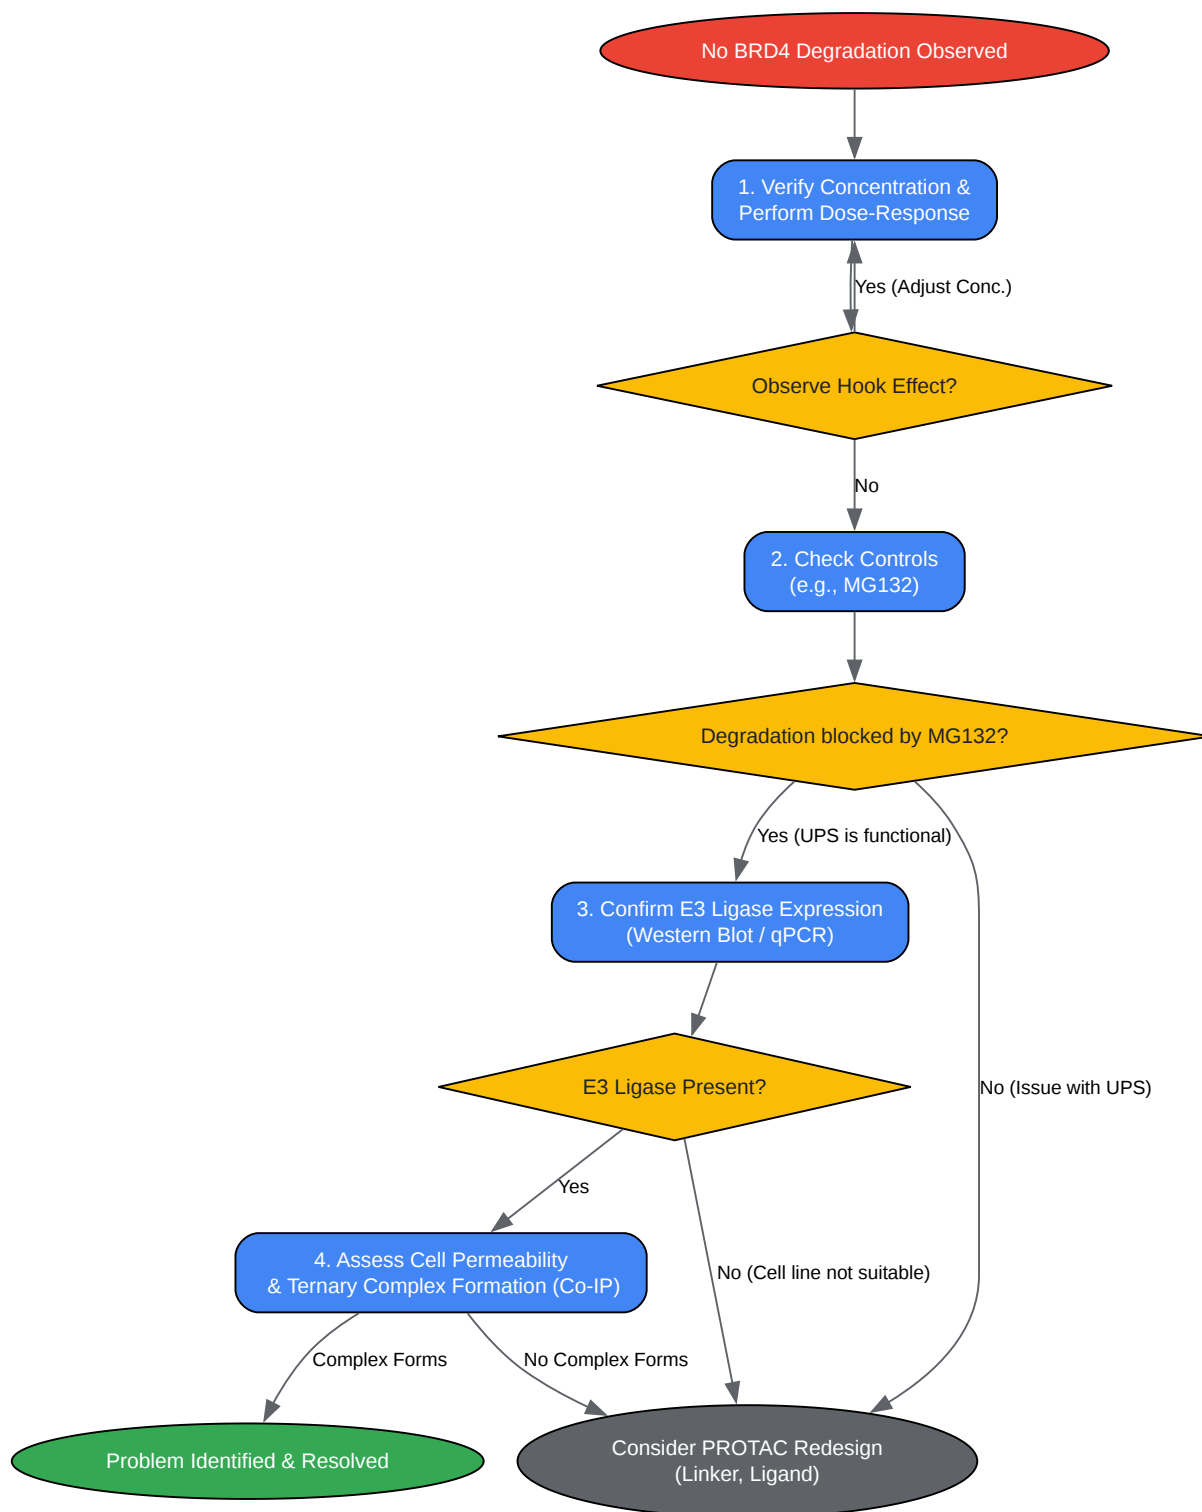 No BRD4 Degradation Observed
1. Verify Concentration &
Perform Dose-Response
Yes (Adjust Conc.)
Observe Hook Effect?
No
2. Check Controls
(e.g., MG132)
Degradation blocked by MG132?
Yes (UPS is functional)
3. Confirm E3 Ligase Expression
(Western Blot / qPCR)
E3 Ligase Present?
No (Issue with UPS)
Yes
4. Assess Cell Permeability
& Ternary Complex Formation (Co-IP)
No (Cell line not suitable)
Complex Forms
No Complex Forms
Problem Identified & Resolved
Consider PROTAC Redesign
(Linker, Ligand)